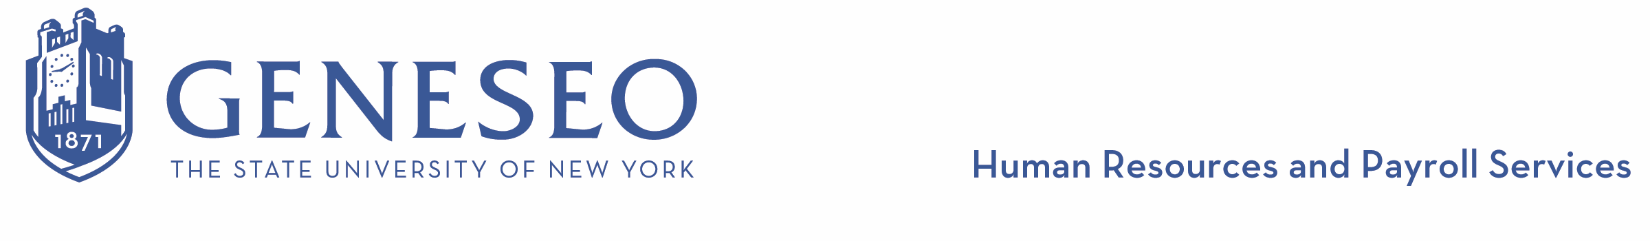 1871
GENESEO
THE STATE UNIVERSITY OF NEW YORK
Human Resources and Payroll Services